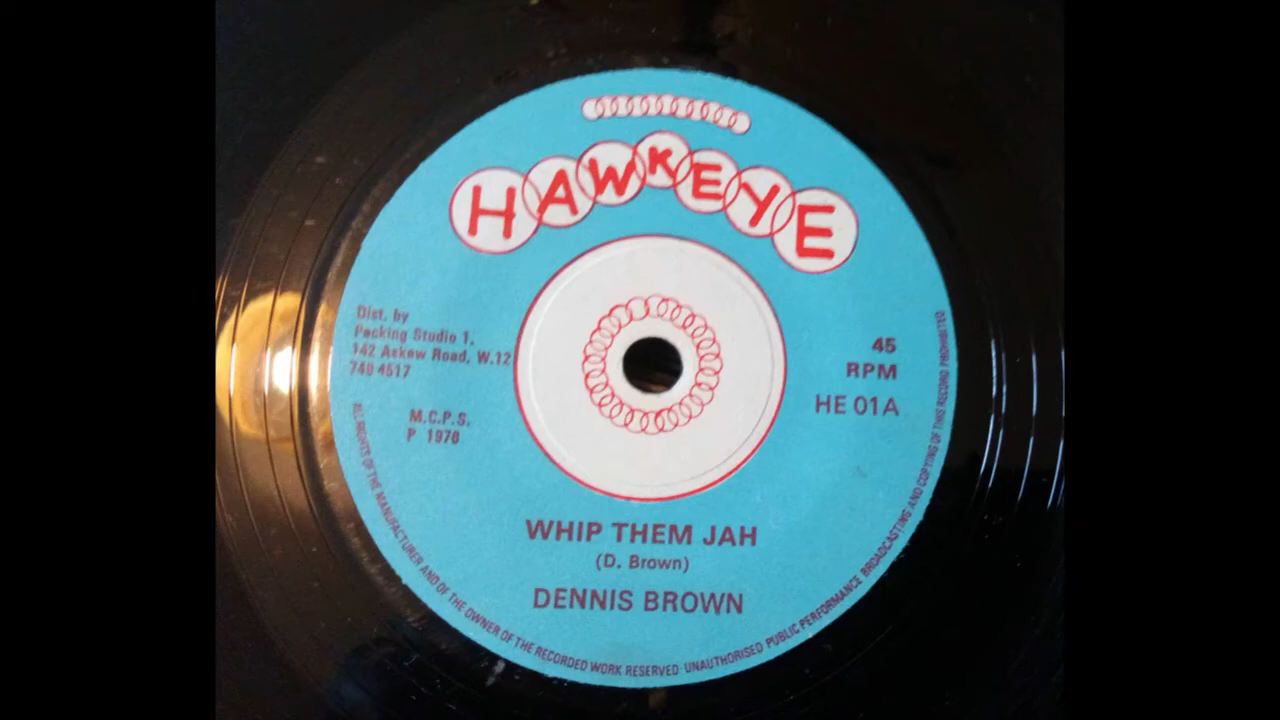 HAWKEYE
Dist. by
Pecking Studio 1,
142 Askew Road, W.12
740 4517
M.C.P.S.
P 1976
45
RPM
HE 01A
WHIP THEM JAH
(D. Brown)
DENNIS BROWN
ALL RIGHTS OF THE MANUFACTURER AND OF THE OWNER OF THE RECORDED WORK RESERVED · UNAUTHORISED PUBLIC PERFORMANCE BROADCASTING AND COPYING OF THIS RECORD PROHIBITED